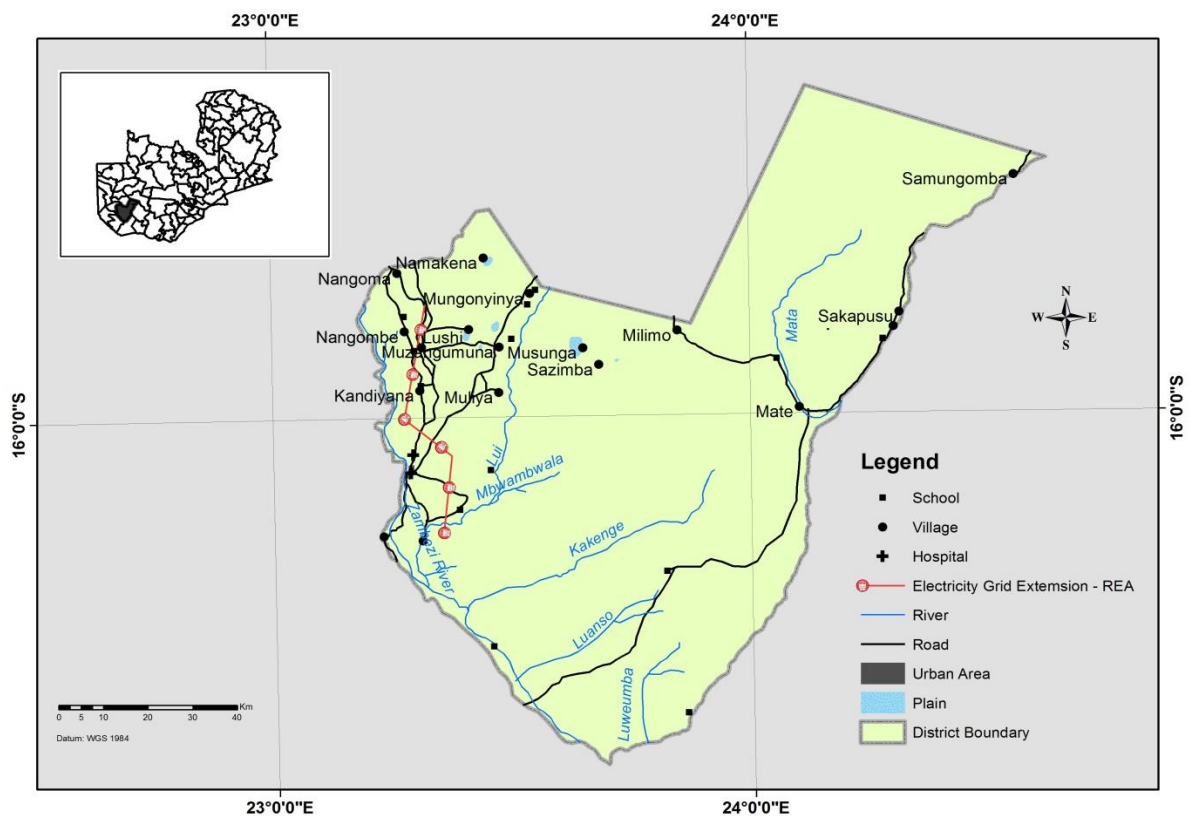 23°0'0"E
24°0'0"E
Samungomba
Namakena
Nangoma
Mungonyinya
Mata
N
W E
S
Sakapusu
Nangombe
Lushi
Milimo
Muzungumuna
Musunga
Sazimba
Kandiyana
Muliya
Mate
16°0'0"S
16°0'0"S
Lui
Mbwambwala
Legend
School
Village
Hospital
Electricity Grid Extemsion - REA
River
Road
Urban Area
Plain
District Boundary
Zambezi River
Kakenge
Luanso
Luweumba
0 5 10 20 30 40
Km
Datum: WGS 1984
23°0'0"E
24°0'0"E